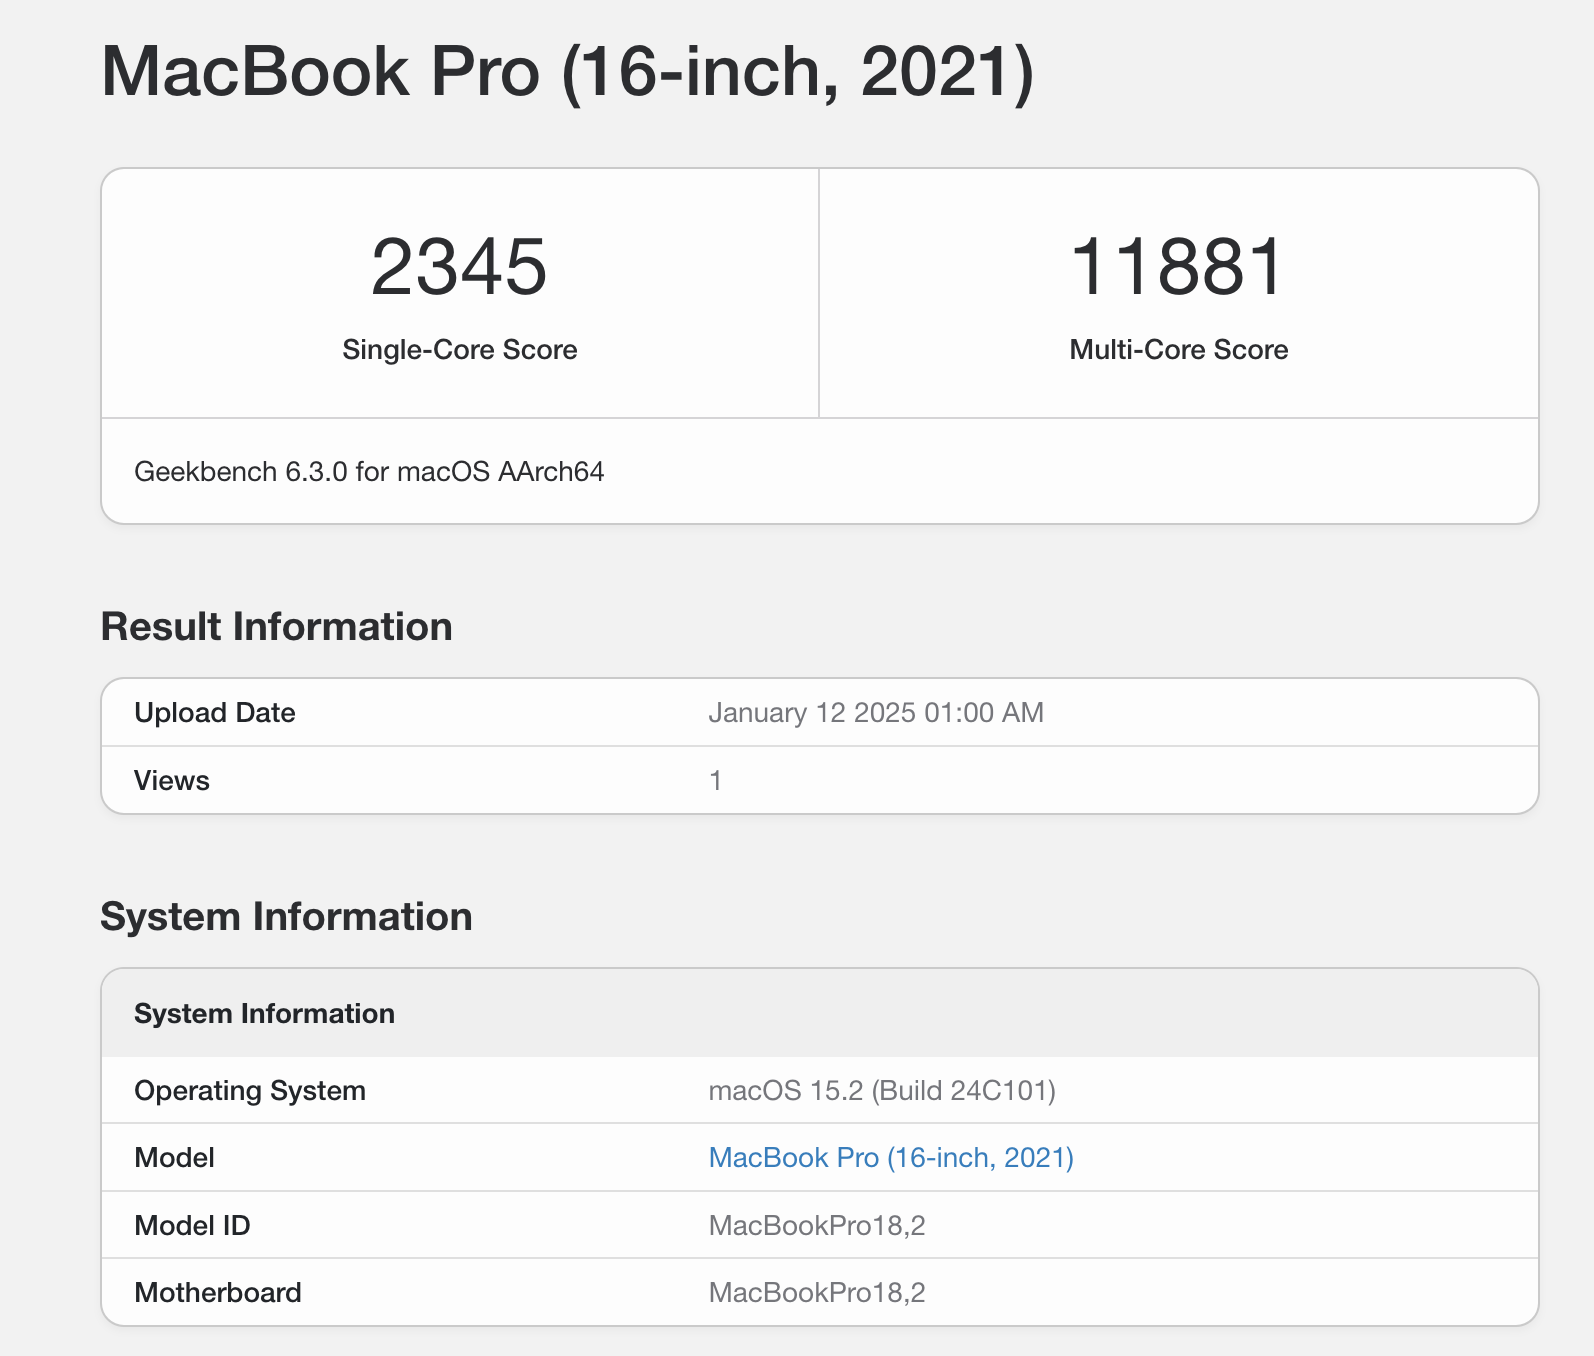 MacBook Pro (16-inch, 2021)
2345
Single-Core Score
11881
Multi-Core Score
Geekbench 6.3.0 for macOS AArch64
Result Information
Upload Date January 12 2025 01:00 AM
Views 1
System Information
System Information
Operating System macOS 15.2 (Build 24C101)
Model MacBook Pro (16-inch, 2021)
Model ID MacBookPro18,2
Motherboard MacBookPro18,2